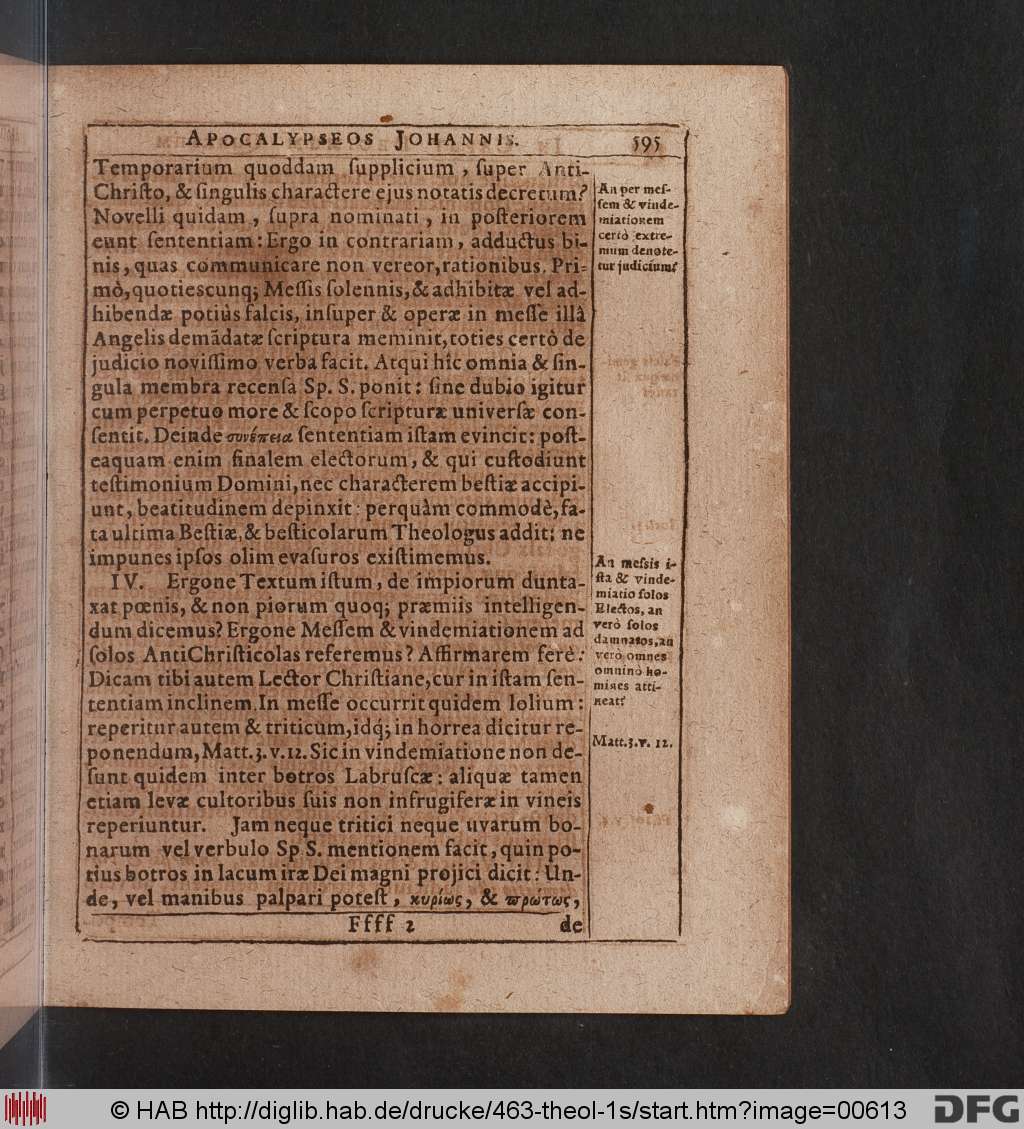 APOCALYPSEOS JOHANNIS. 595
Temporarium quoddam ſupplicium, ſuper Anti-
Chriſto, & ſingulis charactere ejus notatis decretum?
Novelli quidam, ſupra nominati, in poſteriorem
eunt ſententiam: Ergo in contrariam, adductus bi-
nis, quas communicare non vereor, rationibus. Pri-
mò, quotiescunq; Meſſis ſolennis, & adhibitæ vel ad-
hibendæ potiùs falcis, inſuper & operæ in meſſe illâ
Angelis demādatæ ſcriptura meminit, toties certò de
judicio noviſſimo verba facit. Atqui hîc omnia & ſin-
gula membra recenſa Sp. S. ponit: ſine dubio igitur
cum perpetuo more & ſcopo ſcripturæ univerſæ con-
ſentit. Deinde συνέπεια ſententiam iſtam evincit: poſt-
eaquam enim finalem electorum, & qui cuſtodiunt
teſtimonium Domini, nec characterem beſtiæ accipi-
unt, beatitudinem depinxit: perquàm commodè, fa-
ta ultima Beſtiæ, & beſticolarum Theologus addit: ne
impunes ipſos olim evaſuros exiſtimemus.
IV. Ergone Textum iſtum, de impiorum dunta-
xat pœnis, & non piorum quoq; præmiis intelligen-
dum dicemus? Ergone Meſſem & vindemiationem ad
ſolos AntiChriſticolas referemus? Affirmarem ferè:
Dicam tibi autem Lector Chriſtiane, cur in iſtam ſen-
tentiam inclinem. In meſſe occurrit quidem lolium:
reperitur autem & triticum, idq; in horrea dicitur re-
ponendum, Matt. 3. v. 12. Sic in vindemiatione non de-
ſunt quidem inter botros Labruſcæ: aliquæ tamen
etiam levæ cultoribus ſuis non infrugiferæ in vineis
reperiuntur. Jam neque tritici neque uvarum bo-
narum vel verbulo Sp S. mentionem facit, quin po-
tius botros in lacum iræ Dei magni projici dicit: Un-
de, vel manibus palpari poteſt, κυρίως, & πρώτως,
Ffff 2 de
An per meſ-
ſem & vinde-
miationem
certò extre-
mum denote-
tur judicium?
An meſsis i-
ſta & vinde-
miatio ſolos
Electos, an
verò ſolos
damnatos, an
verò omnes
omninò ho-
mines atti-
neat?
Matt. 3. v. 12.
© HAB http://diglib.hab.de/drucke/463-theol-1s/start.htm?image=00613
DFG